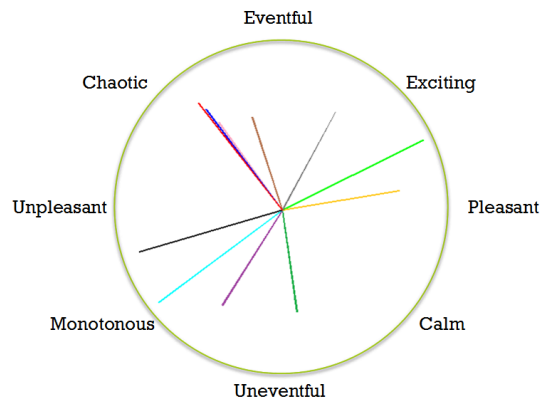 Eventful
Chaotic
Exciting
Unpleasant
Pleasant
Monotonous
Calm
Uneventful